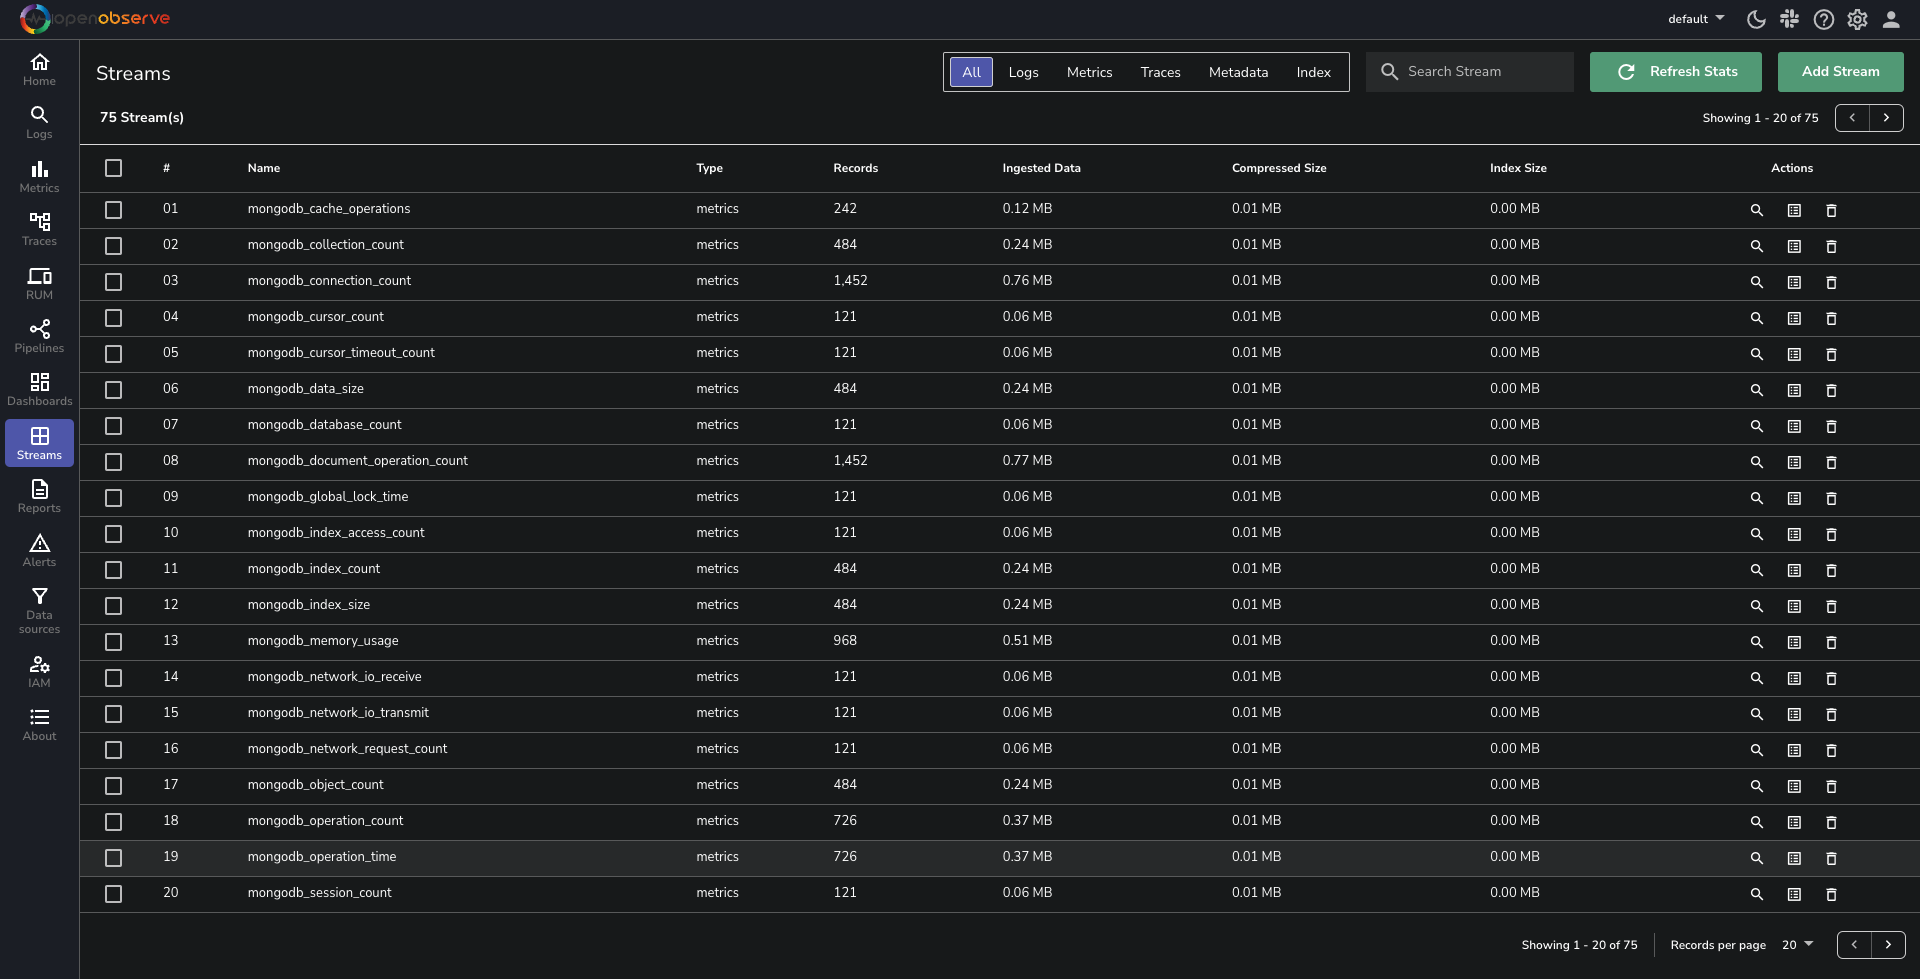 openobserve
default
Home
Logs
Metrics
Traces
RUM
Pipelines
Dashboards
Streams
Reports
Alerts
Data
sources
IAM
About
Streams
All Logs Metrics Traces Metadata Index
Search Stream
Refresh Stats
Add Stream
75 Stream(s)
Showing 1 - 20 of 75
# Name Type Records Ingested Data Compressed Size Index Size Actions
01 mongodb_cache_operations metrics 242 0.12 MB 0.01 MB 0.00 MB
02 mongodb_collection_count metrics 484 0.24 MB 0.01 MB 0.00 MB
03 mongodb_connection_count metrics 1,452 0.76 MB 0.01 MB 0.00 MB
04 mongodb_cursor_count metrics 121 0.06 MB 0.01 MB 0.00 MB
05 mongodb_cursor_timeout_count metrics 121 0.06 MB 0.01 MB 0.00 MB
06 mongodb_data_size metrics 484 0.24 MB 0.01 MB 0.00 MB
07 mongodb_database_count metrics 121 0.06 MB 0.01 MB 0.00 MB
08 mongodb_document_operation_count metrics 1,452 0.77 MB 0.01 MB 0.00 MB
09 mongodb_global_lock_time metrics 121 0.06 MB 0.01 MB 0.00 MB
10 mongodb_index_access_count metrics 121 0.06 MB 0.01 MB 0.00 MB
11 mongodb_index_count metrics 484 0.24 MB 0.01 MB 0.00 MB
12 mongodb_index_size metrics 484 0.24 MB 0.01 MB 0.00 MB
13 mongodb_memory_usage metrics 968 0.51 MB 0.01 MB 0.00 MB
14 mongodb_network_io_receive metrics 121 0.06 MB 0.01 MB 0.00 MB
15 mongodb_network_io_transmit metrics 121 0.06 MB 0.01 MB 0.00 MB
16 mongodb_network_request_count metrics 121 0.06 MB 0.01 MB 0.00 MB
17 mongodb_object_count metrics 484 0.24 MB 0.01 MB 0.00 MB
18 mongodb_operation_count metrics 726 0.37 MB 0.01 MB 0.00 MB
19 mongodb_operation_time metrics 726 0.37 MB 0.01 MB 0.00 MB
20 mongodb_session_count metrics 121 0.06 MB 0.01 MB 0.00 MB
Showing 1 - 20 of 75 Records per page 20